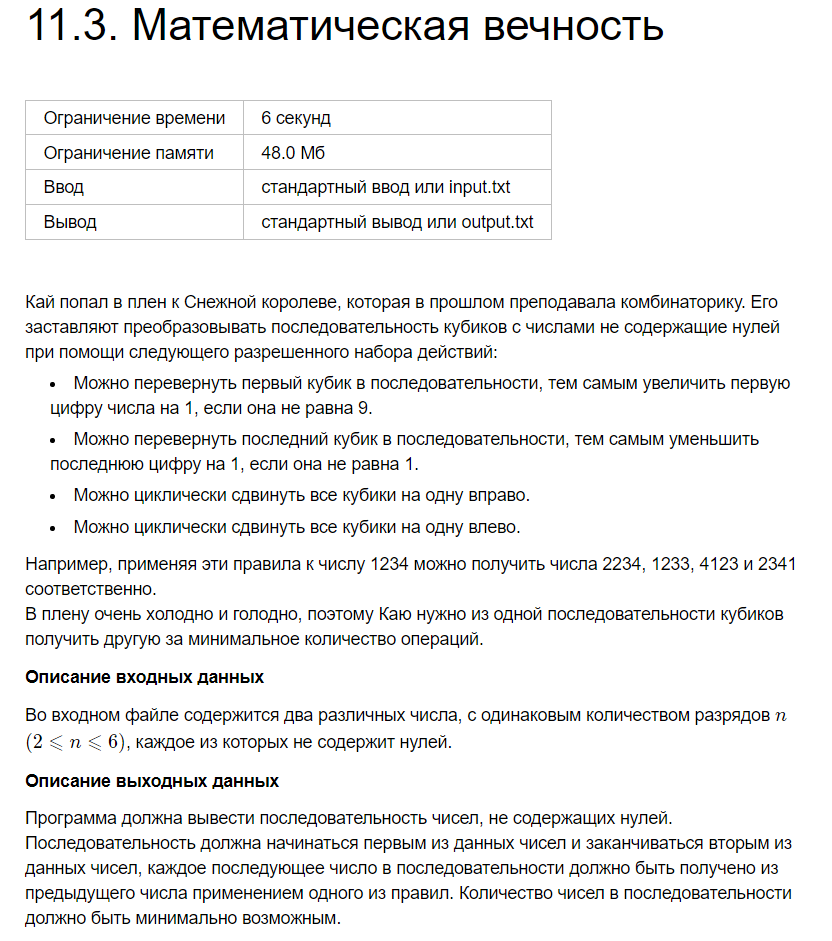 11.3. Математическая вечность
Ограничение времени 6 секунд
Ограничение памяти 48.0 Мб
Ввод стандартный ввод или input.txt
Вывод стандартный вывод или output.txt
Кай попал в плен к Снежной королеве, которая в прошлом преподавала комбинаторику. Его
заставляют преобразовывать последовательность кубиков с числами не содержащие нулей
при помощи следующего разрешенного набора действий:
• Можно перевернуть первый кубик в последовательности, тем самым увеличить первую
цифру числа на 1, если она не равна 9.
• Можно перевернуть последний кубик в последовательности, тем самым уменьшить
последнюю цифру на 1, если она не равна 1.
• Можно циклически сдвинуть все кубики на одну вправо.
• Можно циклически сдвинуть все кубики на одну влево.
Например, применяя эти правила к числу 1234 можно получить числа 2234, 1233, 4123 и 2341
соответственно.
В плену очень холодно и голодно, поэтому Каю нужно из одной последовательности кубиков
получить другую за минимальное количество операций.
Описание входных данных
Во входном файле содержится два различных числа, с одинаковым количеством разрядов n
(2 ⩽ n ⩽ 6), каждое из которых не содержит нулей.
Описание выходных данных
Программа должна вывести последовательность чисел, не содержащих нулей.
Последовательность должна начинаться первым из данных чисел и заканчиваться вторым из
данных чисел, каждое последующее число в последовательности должно быть получено из
предыдущего числа применением одного из правил. Количество чисел в последовательности
должно быть минимально возможным.